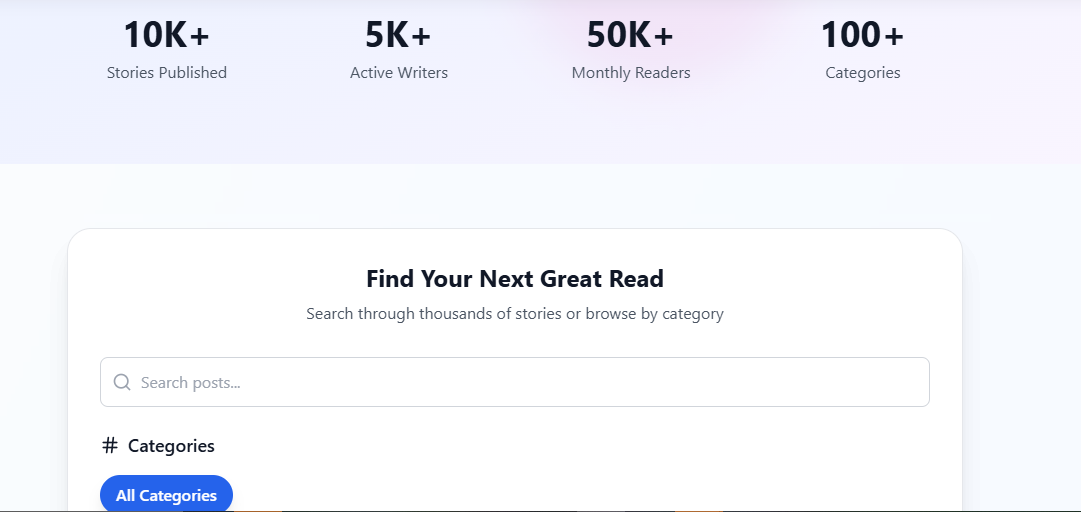 10K+ 5K+ 50K+ 100+
Stories Published Active Writers Monthly Readers Categories
Find Your Next Great Read
Search through thousands of stories or browse by category
Search posts...
Categories
All Categories